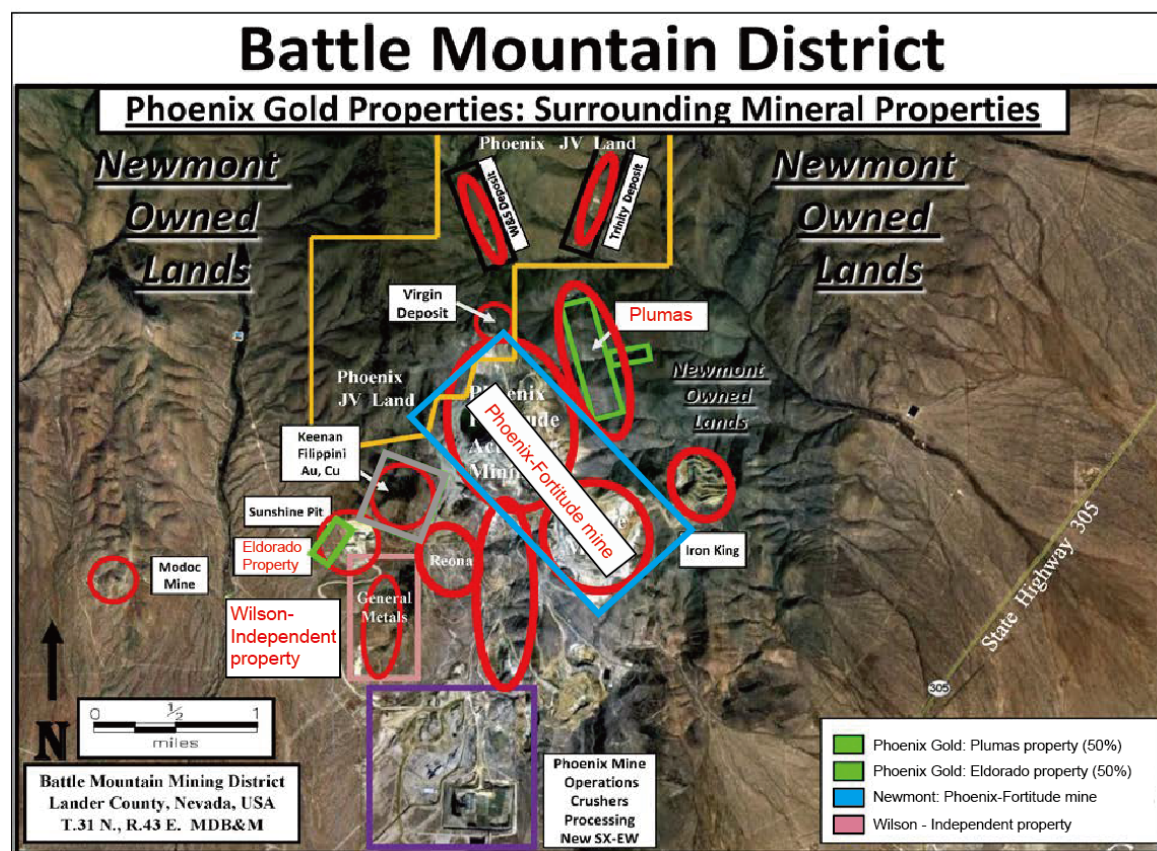 Battle Mountain District
Phoenix Gold Properties: Surrounding Mineral Properties
Newmont
Owned
Lands
Phoenix JV Land
W&S Deposit
Trinity Deposit
Newmont
Owned
Lands
Virgin
Deposit
Plumas
Newmont
Owned
Lands
Phoenix
JV Land
Phoenix
Phoenix-Fortitude mine
Keenan
Filippini
Au, Cu
Sunshine Pit
Eldorado
Property
Modoc
Mine
Reona
Iron King
General
Metals
Wilson-
Independent
property
State Highway 305
305
N
0 1/2 1
miles
Battle Mountain Mining District
Lander County, Nevada, USA
T.31 N., R.43 E. MDB&M
Phoenix Mine
Operations
Crushers
Processing
New SX-EW
Phoenix Gold: Plumas property (50%)
Phoenix Gold: Eldorado property (50%)
Newmont: Phoenix-Fortitude mine
Wilson - Independent property